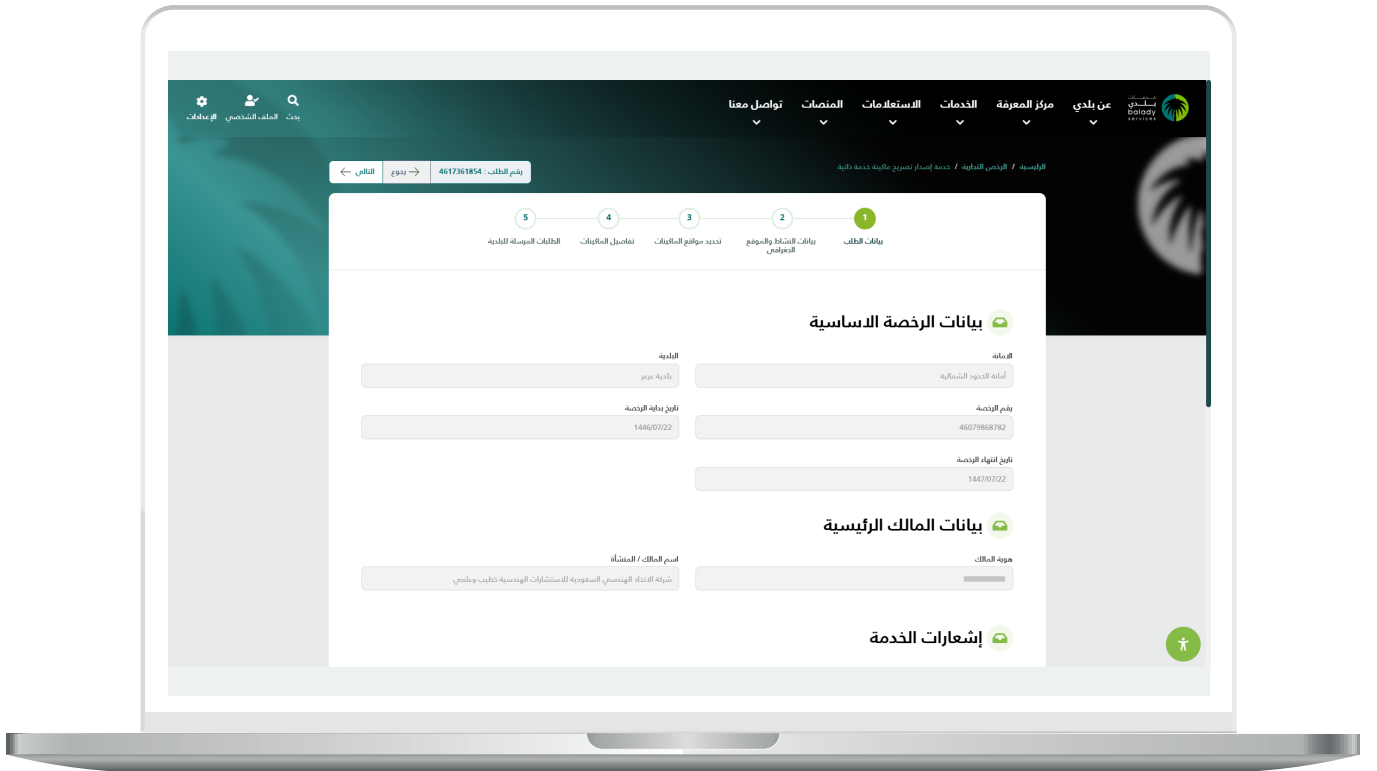 خدمات
بلدي
balady
services
عن بلدي
مركز المعرفة
الخدمات
الاستعلامات
المنصات
تواصل معنا
بحث
الملف الشخصي
الإعدادات
الرئيسية / الرخص التجارية / خدمة إصدار تصريح ماكينة خدمة ذاتية
رقم الطلب : 4617361854
رجوع
التالي
1
2
3
4
5
بيانات الطلب
بيانات النشاط والموقع
الجغرافي
تحديد مواقع الماكينات
تفاصيل الماكينات
الطلبات المرسلة للبلدية
بيانات الرخصة الاساسية
الامانة
البلدية
أمانة الحدود الشمالية
بلدية عرعر
رقم الرخصة
تاريخ بداية الرخصة
46079868782
1446/07/22
تاريخ انتهاء الرخصة
1447/07/22
بيانات المالك الرئيسية
هوية المالك
اسم المالك / المنشأة
شركة الاتحاد الهندسي السعودية للاستشارات الهندسية خطيب وعلمي
إشعارات الخدمة